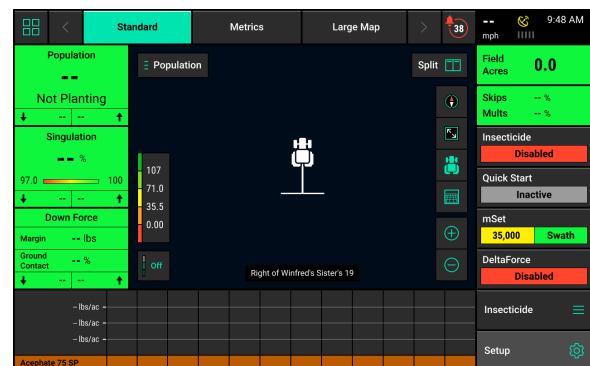 Standard
Metrics
Large Map
38
--
mph
9:48 AM
Population
--
Not Planting
-- --
Singulation
-- %
97.0 100
-- --
Down Force
Margin -- lbs
Ground
Contact -- %
-- --
Population
Split
107
71.0
35.5
0.00
Off
Right of Winfred's Sister's 19
Field
Acres 0.0
Skips -- %
Mults -- %
Insecticide
Disabled
Quick Start
Inactive
mSet
35,000 Swath
DeltaForce
Disabled
Insecticide
Setup
-- lbs/ac
-- lbs/ac
-- lbs/ac
Acephate 75 SP